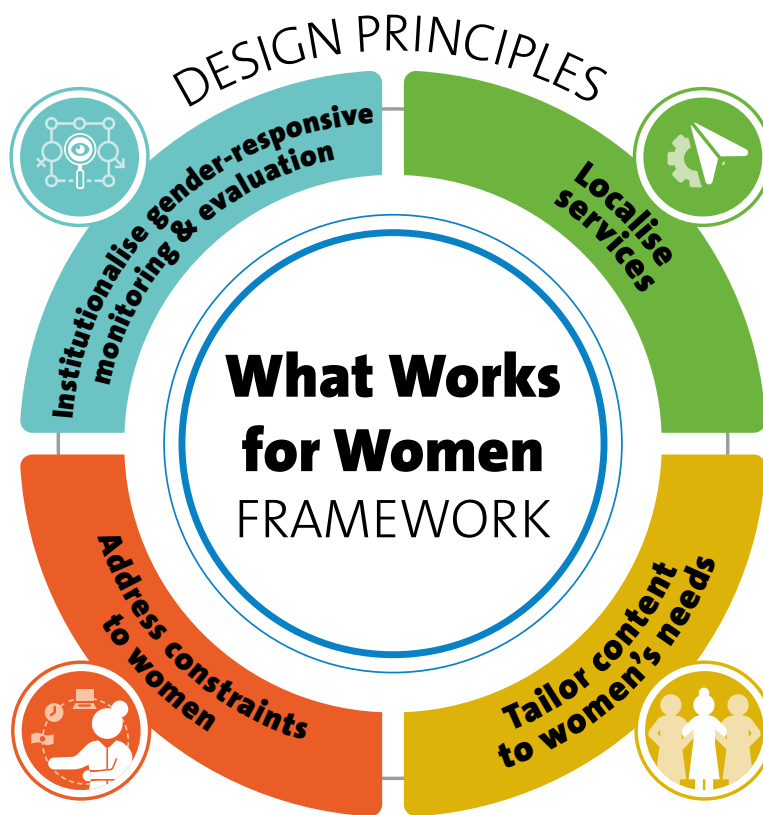 DESIGN PRINCIPLES
Institutionalise gender-responsive
monitoring & evaluation
Localise
services
What Works
for Women
FRAMEWORK
Address constraints
to women
Tailor content
to women's needs